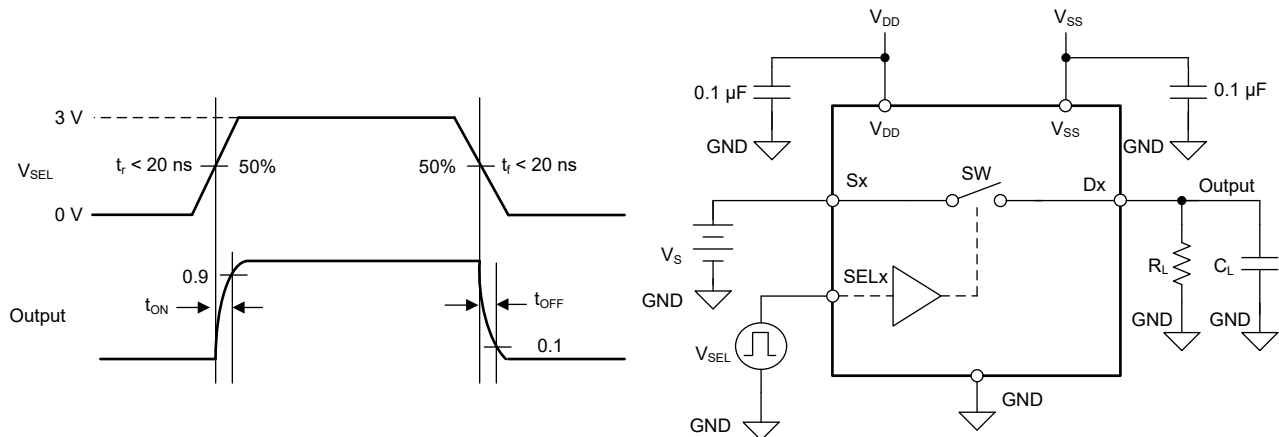 3 V
t_r < 20 ns
50%
50%
t_f < 20 ns
V_SEL
0 V
0.9
t_ON
t_OFF
Output
0.1
V_DD
V_SS
0.1 µF
0.1 µF
GND
V_DD
V_SS
GND
Sx
SW
Dx
Output
V_S
R_L
C_L
GND
SELx
GND
GND
V_SEL
GND
GND